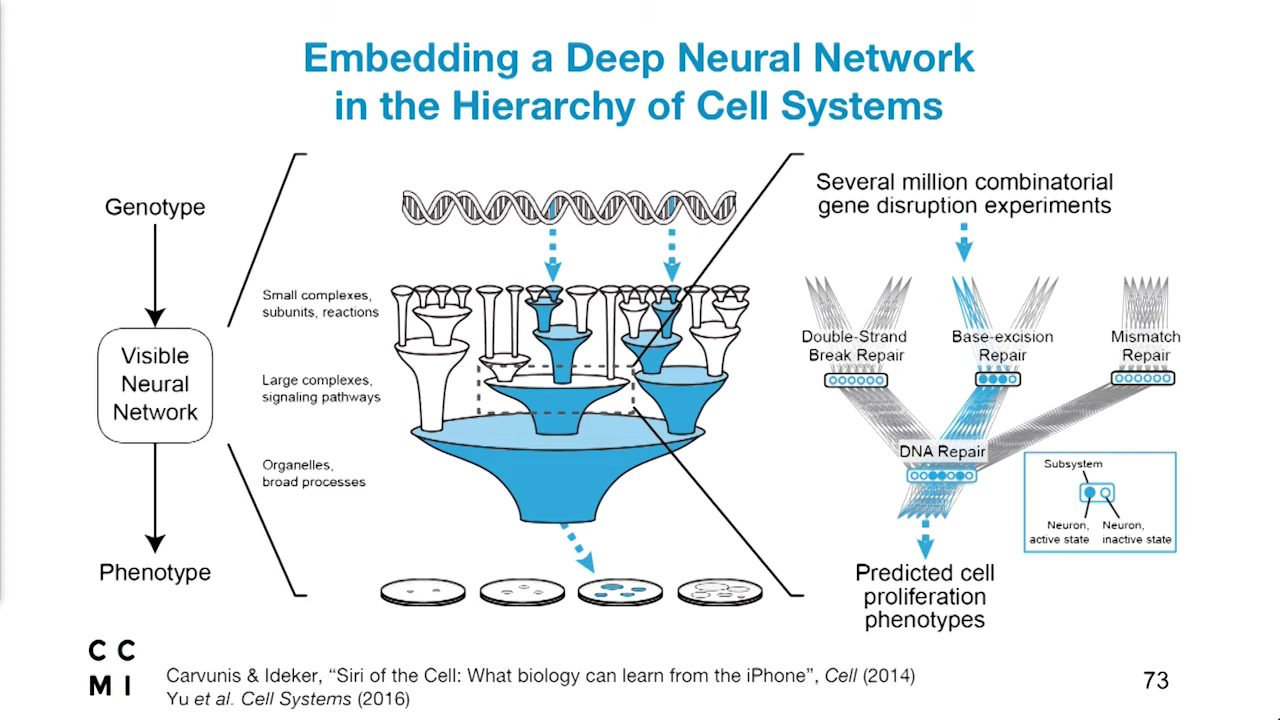 Embedding a Deep Neural Network
in the Hierarchy of Cell Systems
Genotype
Visible
Neural
Network
Phenotype
Small complexes,
subunits, reactions
Large complexes,
signaling pathways
Organelles,
broad processes
Several million combinatorial
gene disruption experiments
Double-Strand
Break Repair
Base-excision
Repair
Mismatch
Repair
DNA Repair
Subsystem
Neuron,
active state
Neuron,
inactive state
Predicted cell
proliferation
phenotypes
C C
M I
Carvunis & Ideker, “Siri of the Cell: What biology can learn from the iPhone”, Cell (2014)
Yu et al. Cell Systems (2016)
73